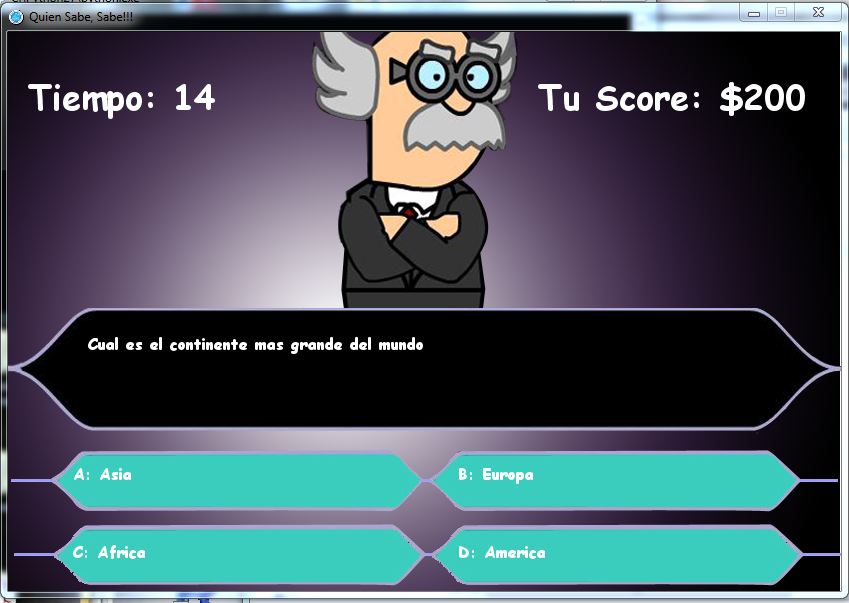 Quien Sabe, Sabe!!!
Tiempo: 14
Tu Score: $200
Cual es el continente mas grande del mundo
A: Asia
B: Europa
C: Africa
D: America